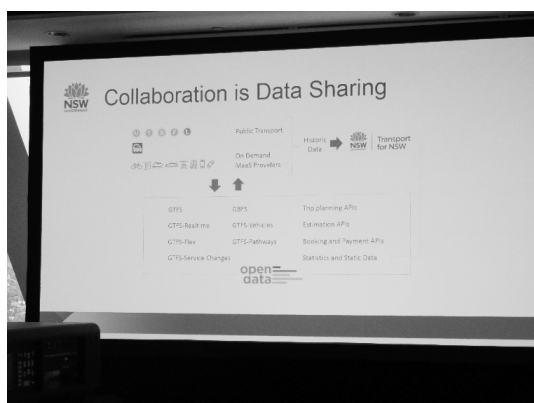 NSW
Collaboration is Data Sharing
Public Transport
On Demand
MaaS Providers
Historic
Data
NSW
Transport
for NSW
GTFS
GBFS
Trip planning APIs
GTFS-Realtime
GTFS-Vehicles
Estimation APIs
GTFS-Flex
GTFS-Pathways
Booking and Payment APIs
GTFS-Service Changes
Statistics and Static Data
open
data